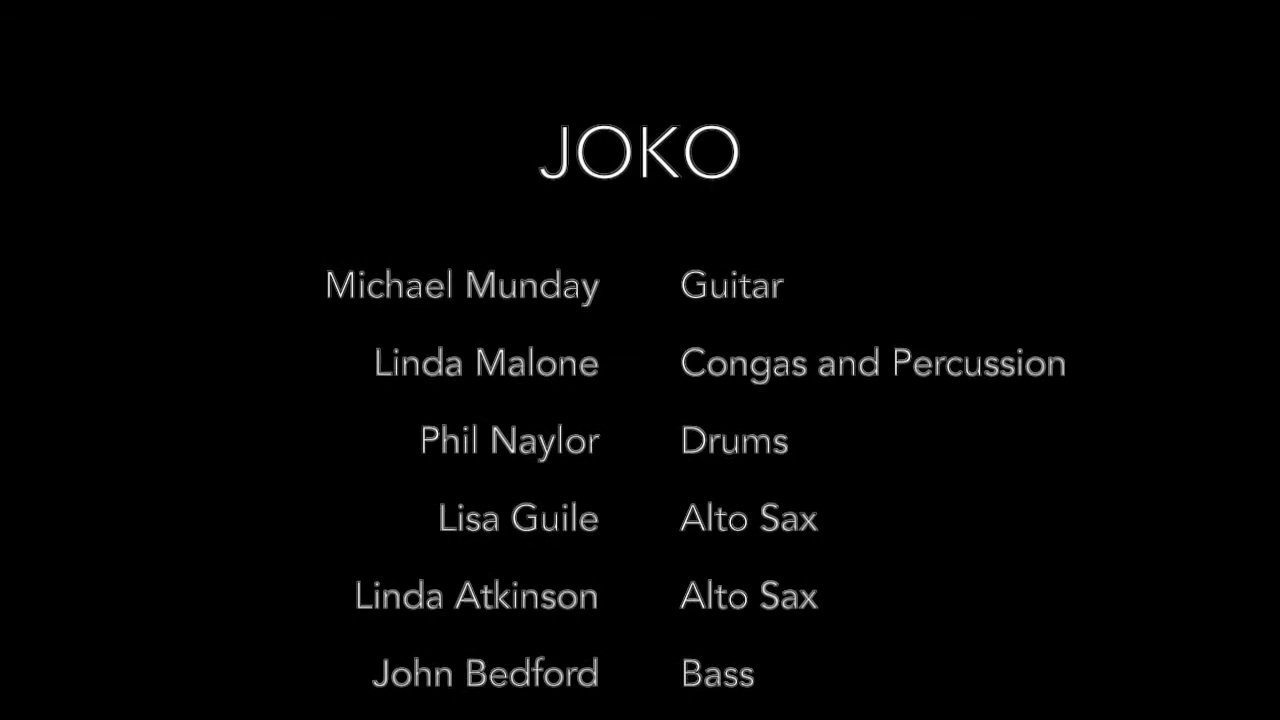 JOKO
Michael Munday Guitar
Linda Malone Congas and Percussion
Phil Naylor Drums
Lisa Guile Alto Sax
Linda Atkinson Alto Sax
John Bedford Bass